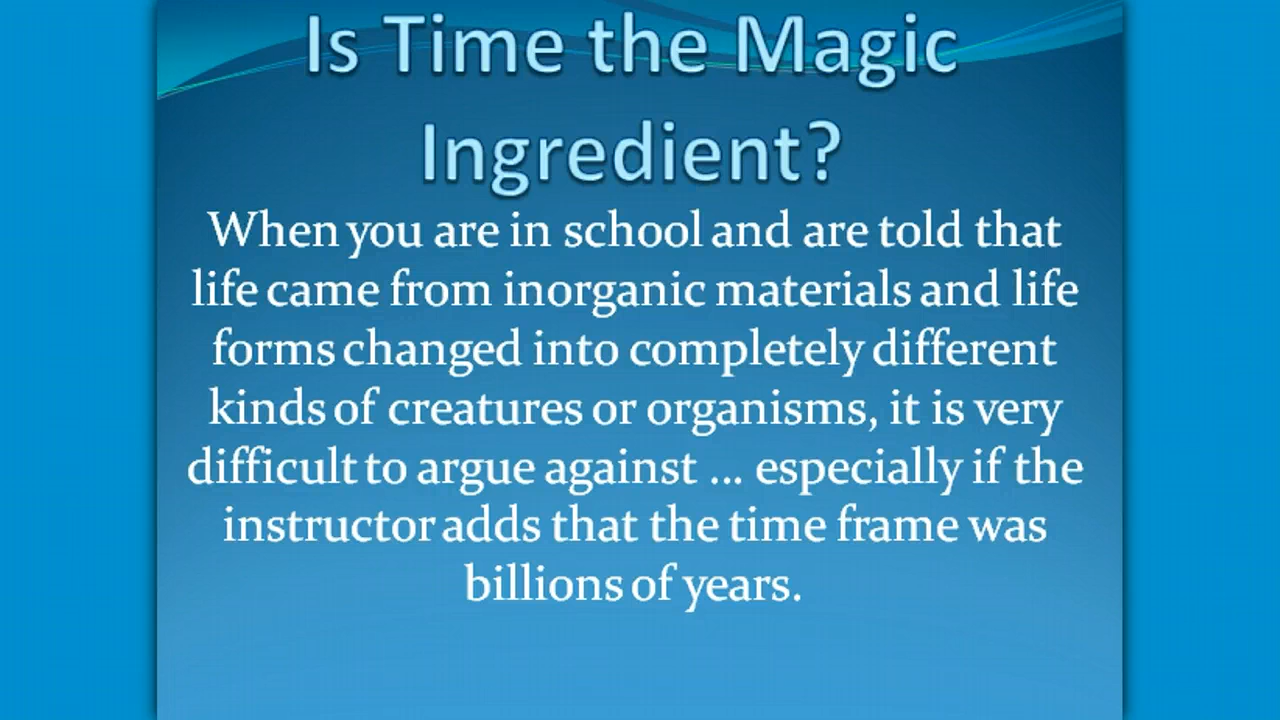 Is Time the Magic
Ingredient?
When you are in school and are told that
life came from inorganic materials and life
forms changed into completely different
kinds of creatures or organisms, it is very
difficult to argue against ... especially if the
instructor adds that the time frame was
billions of years.